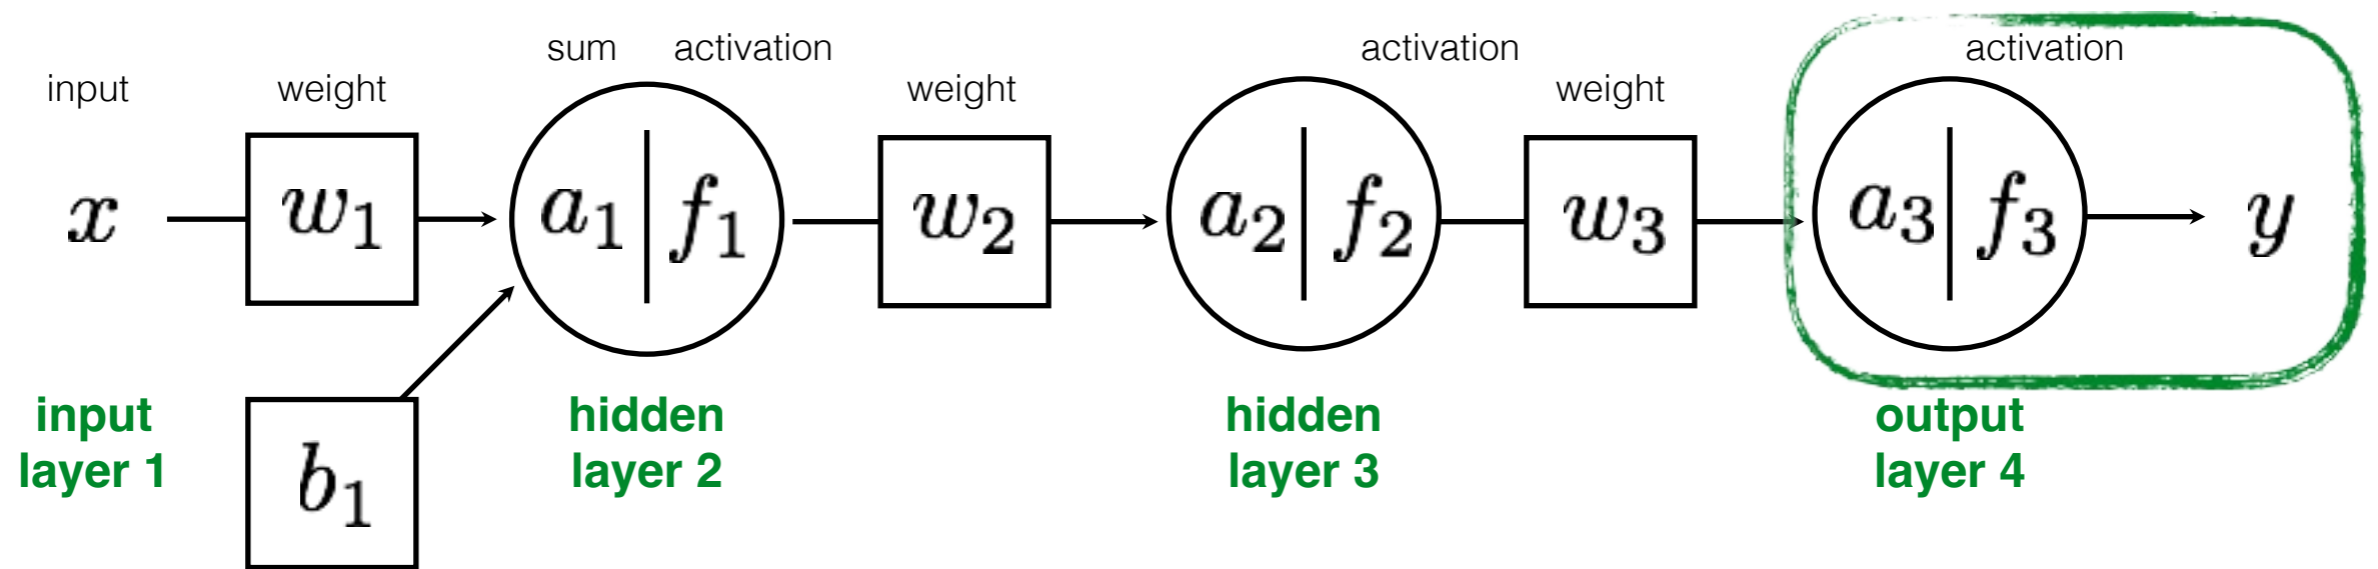 sum activation activation activation
input weight weight weight
x w₁ a₁ | f₁ w₂ a₂ | f₂ w₃ a₃ | f₃ y
input hidden hidden output
layer 1 layer 2 layer 3 layer 4
b₁